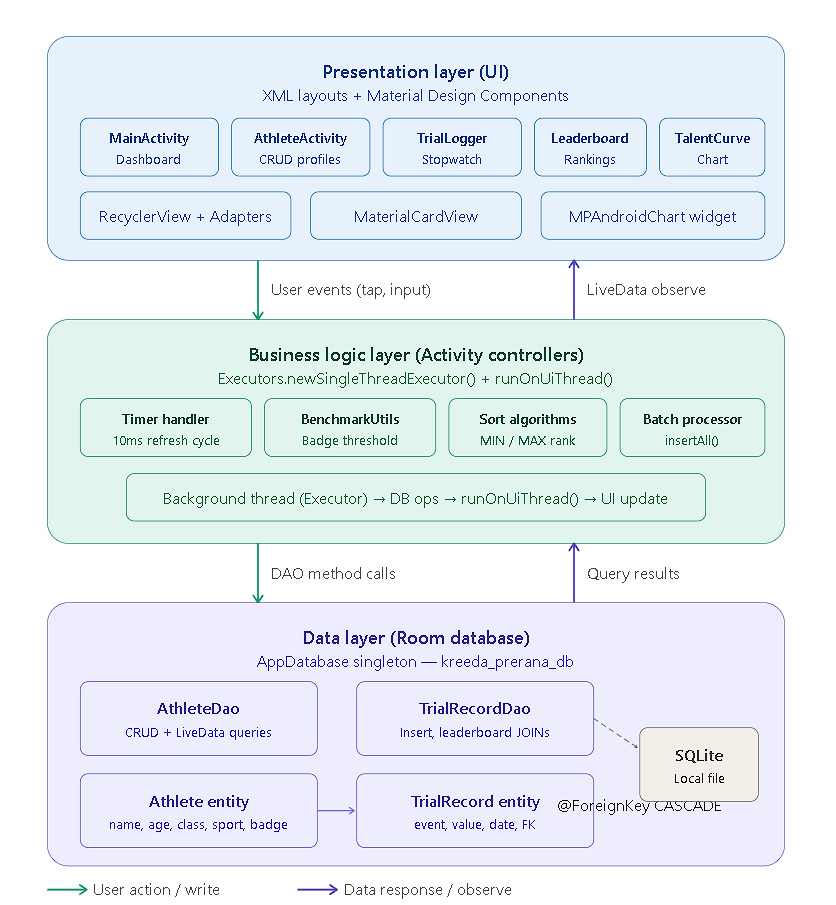 Presentation layer (UI)
XML layouts + Material Design Components
MainActivity
Dashboard
AthleteActivity
CRUD profiles
TrialLogger
Stopwatch
Leaderboard
Rankings
TalentCurve
Chart
RecyclerView + Adapters
MaterialCardView
MPAndroidChart widget
User events (tap, input)
LiveData observe
Business logic layer (Activity controllers)
Executors.newSingleThreadExecutor() + runOnUiThread()
Timer handler
10ms refresh cycle
BenchmarkUtils
Badge threshold
Sort algorithms
MIN / MAX rank
Batch processor
insertAll()
Background thread (Executor) → DB ops → runOnUiThread() → UI update
DAO method calls
Query results
Data layer (Room database)
AppDatabase singleton — kreeda_prerana_db
AthleteDao
CRUD + LiveData queries
TrialRecordDao
Insert, leaderboard JOINs
SQLite
Local file
Athlete entity
name, age, class, sport, badge
TrialRecord entity
event, value, date, FK
@ForeignKey CASCADE
User action / write
Data response / observe